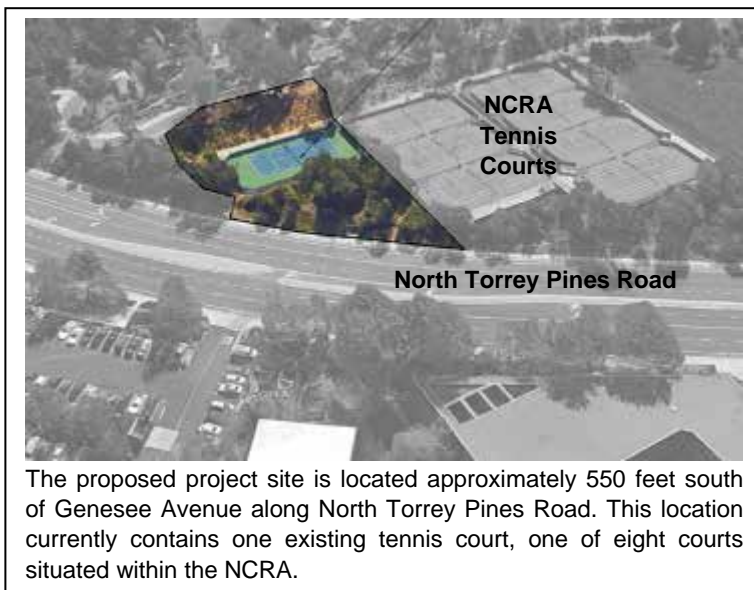 NCRA
Tennis
Courts
North Torrey Pines Road
The proposed project site is located approximately 550 feet south
of Genesee Avenue along North Torrey Pines Road. This location
currently contains one existing tennis court, one of eight courts
situated within the NCRA.